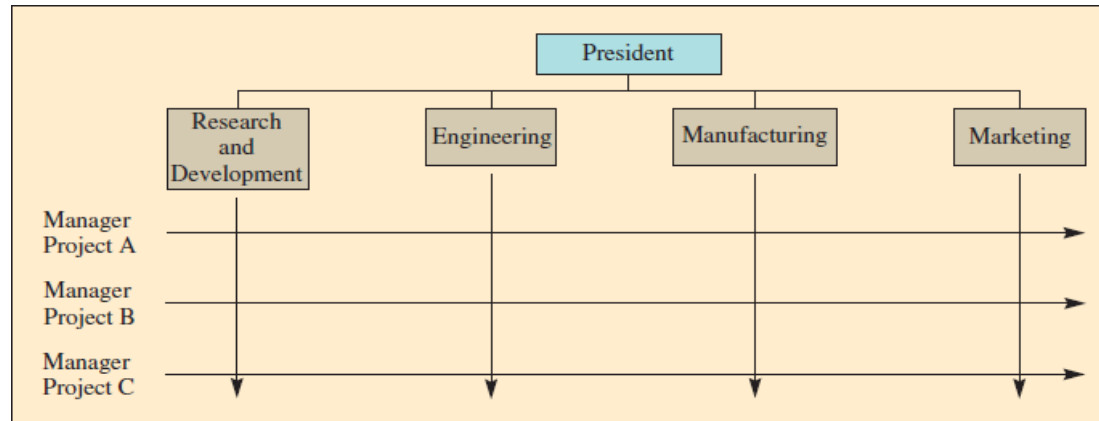 President
Research
and
Development
Engineering
Manufacturing
Marketing
Manager
Project A
Manager
Project B
Manager
Project C